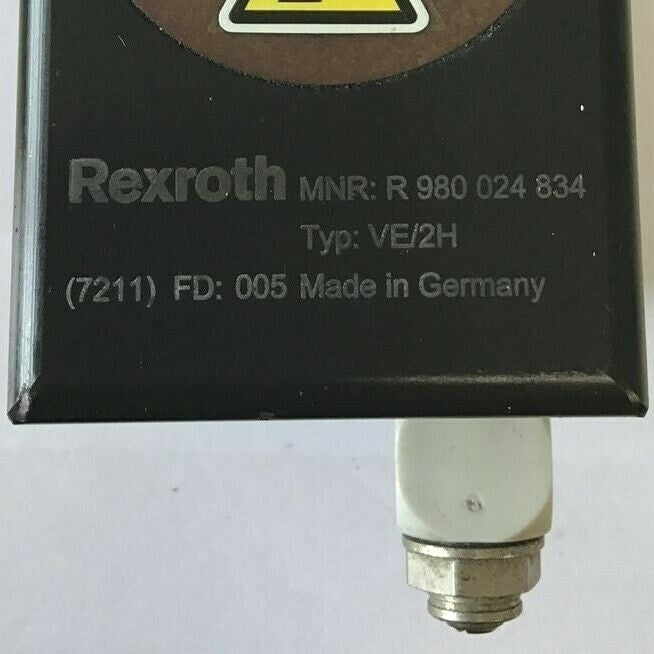 Rexroth MNR: R 980 024 834
Typ: VE/2H
(7211) FD: 005 Made in Germany